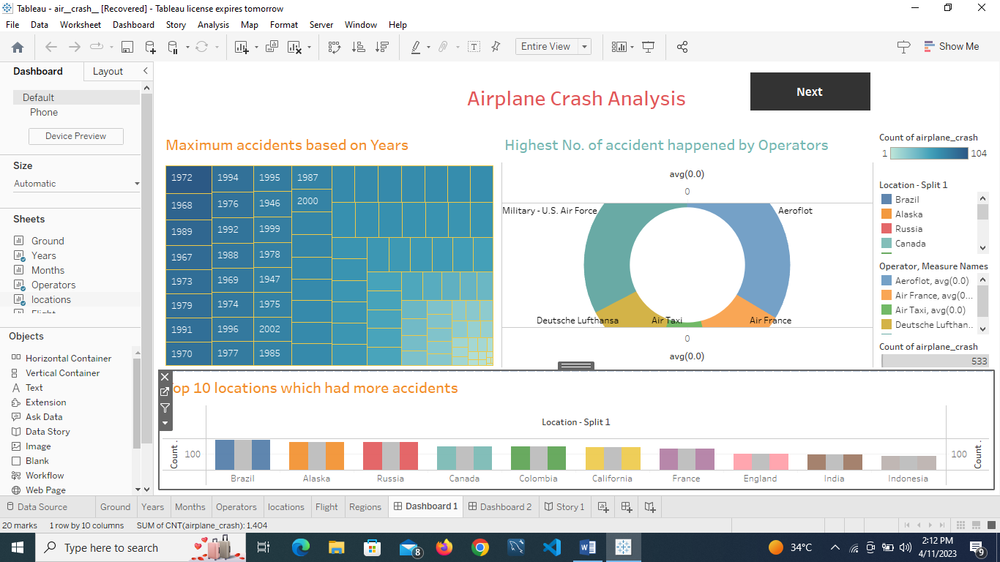 Tableau - air__crash__ [Recovered] - Tableau license expires tomorrow
File Data Worksheet Dashboard Story Analysis Map Format Server Window Help
Entire View
Show Me
Dashboard Layout
Default
Phone
Device Preview
Size
Automatic
Sheets
Ground
Years
Months
Operators
locations
Objects
Horizontal Container
Vertical Container
Text
Extension
Ask Data
Data Story
Image
Blank
Workflow
Web Page
Airplane Crash Analysis
Next
Maximum accidents based on Years
1972 1994 1995 1987
1968 1976 1946 2000
1989 1992 1999
1967 1988 1978
1973 1969 1947
1979 1974 1975
1991 1996 2002
1970 1977 1985
Highest No. of accident happened by Operators
avg(0.0)
0
Military - U.S. Air Force
Aeroflot
Deutsche Lufthansa
Air Taxi
Air France
0
avg(0.0)
Count of airplane_crash
1 104
Location - Split 1
Brazil
Alaska
Russia
Canada
Operator, Measure Names
Aeroflot, avg(0.0)
Air France, avg(0...
Air Taxi, avg(0.0)
Deutsche Lufthan..
Count of airplane_crash
533
op 10 locations which had more accidents
Location - Split 1
Count..
100
100
Count..
Brazil Alaska Russia Canada Colombia California France England India Indonesia
Data Source Ground Years Months Operators locations Flight Regions Dashboard 1 Dashboard 2 Story 1
20 marks 1 row by 10 columns SUM of CNT(airplane_crash): 1,404
Type here to search
8
34°C
2:12 PM
4/11/2023
9